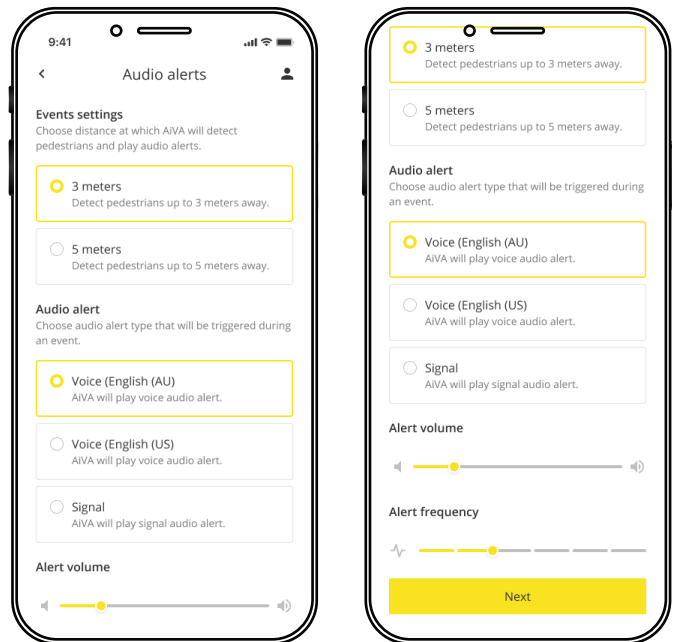 9:41
Audio alerts
Events settings
Choose distance at which AiVA will detect
pedestrians and play audio alerts.
3 meters
Detect pedestrians up to 3 meters away.
5 meters
Detect pedestrians up to 5 meters away.
Audio alert
Choose audio alert type that will be triggered during
an event.
Voice (English (AU)
AiVA will play voice audio alert.
Voice (English (US)
AiVA will play voice audio alert.
Signal
AiVA will play signal audio alert.
Alert volume
3 meters
Detect pedestrians up to 3 meters away.
5 meters
Detect pedestrians up to 5 meters away.
Audio alert
Choose audio alert type that will be triggered during
an event.
Voice (English (AU)
AiVA will play voice audio alert.
Voice (English (US)
AiVA will play voice audio alert.
Signal
AiVA will play signal audio alert.
Alert volume
Alert frequency
Next